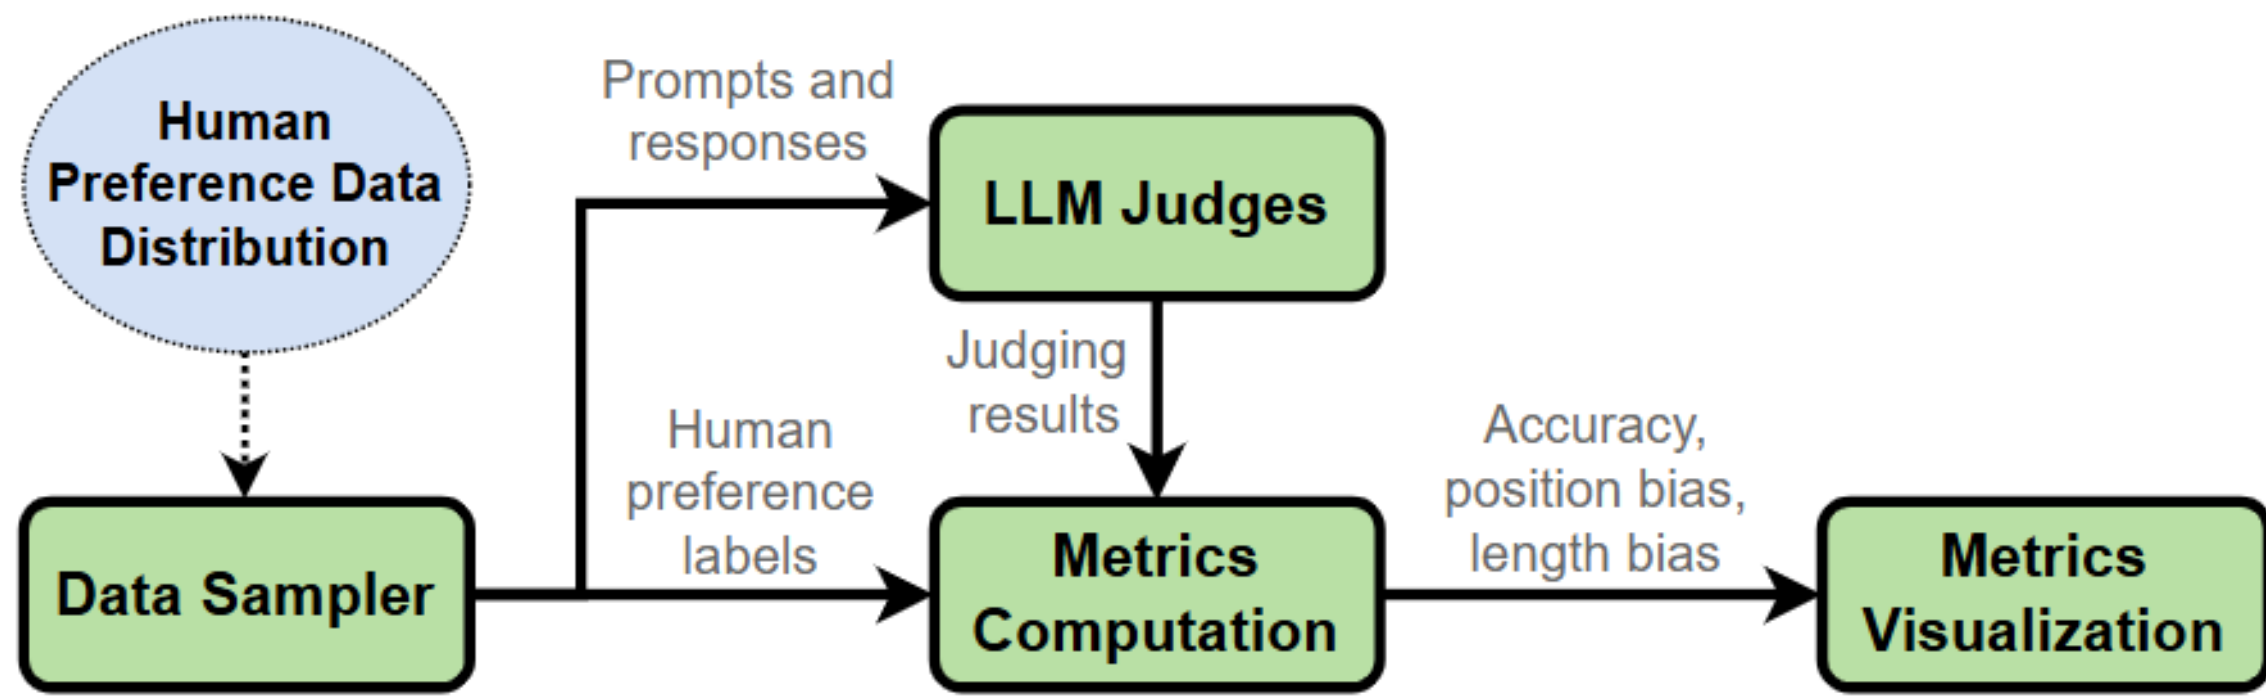 Human
Preference Data
Distribution
Prompts and
responses
LLM Judges
Judging
results
Human
preference
labels
Data Sampler
Metrics
Computation
Accuracy,
position bias,
length bias
Metrics
Visualization